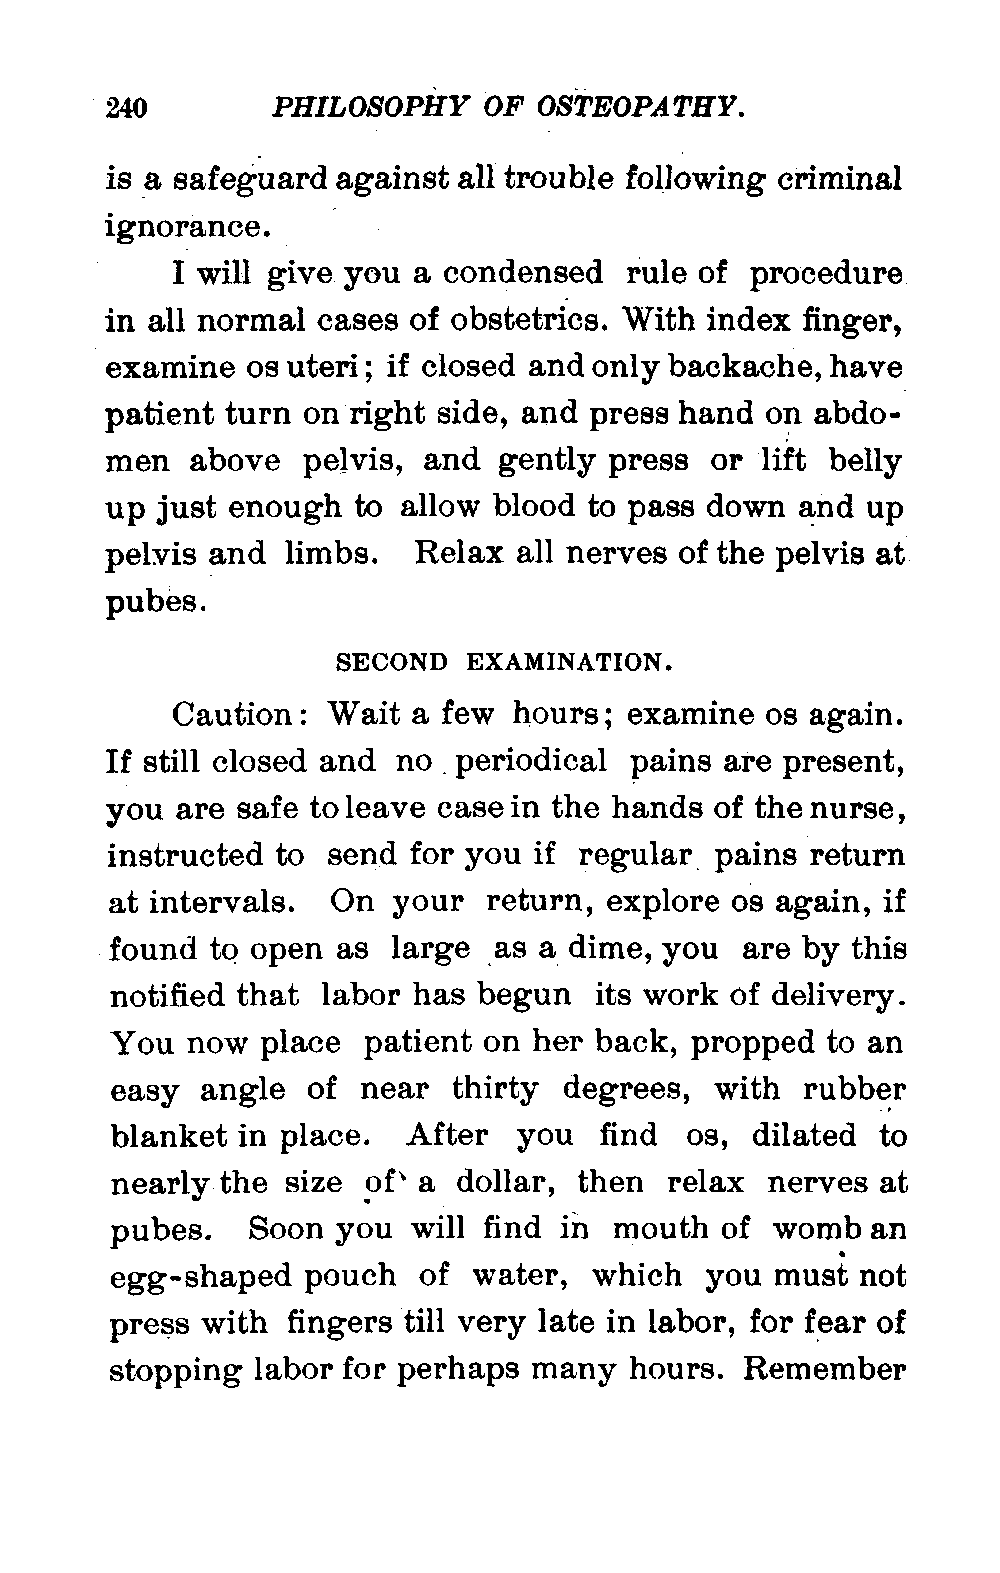 240 PHILOSOPHY OF OSTEOPATHY.
is a safeguard against all trouble following criminal
ignorance.
I will give you a condensed rule of procedure
in all normal cases of obstetrics. With index finger,
examine os uteri; if closed and only backache, have
patient turn on right side, and press hand on abdo-
men above pelvis, and gently press or lift belly
up just enough to allow blood to pass down and up
pelvis and limbs. Relax all nerves of the pelvis at
pubes.
SECOND EXAMINATION.
Caution: Wait a few hours; examine os again.
If still closed and no periodical pains are present,
you are safe to leave case in the hands of the nurse,
instructed to send for you if regular pains return
at intervals. On your return, explore os again, if
found to open as large as a dime, you are by this
notified that labor has begun its work of delivery.
You now place patient on her back, propped to an
easy angle of near thirty degrees, with rubber
blanket in place. After you find os, dilated to
nearly the size of a dollar, then relax nerves at
pubes. Soon you will find in mouth of womb an
egg-shaped pouch of water, which you must not
press with fingers till very late in labor, for fear of
stopping labor for perhaps many hours. Remember